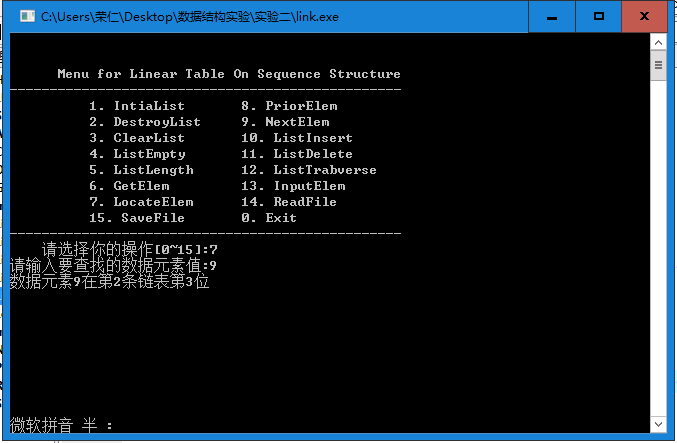 C:\Users\荣仁\Desktop\数据结构实验\实验二\link.exe
Menu for Linear Table On Sequence Structure
1. IntiaList 8. PriorElem
2. DestroyList 9. NextElem
3. ClearList 10. ListInsert
4. ListEmpty 11. ListDelete
5. ListLength 12. ListTrabverse
6. GetElem 13. InputElem
7. LocateElem 14. ReadFile
15. SaveFile 0. Exit
请选择你的操作[0~15]:7
请输入要查找的数据元素值:9
数据元素9在第2条链表第3位
微软拼音 半 :